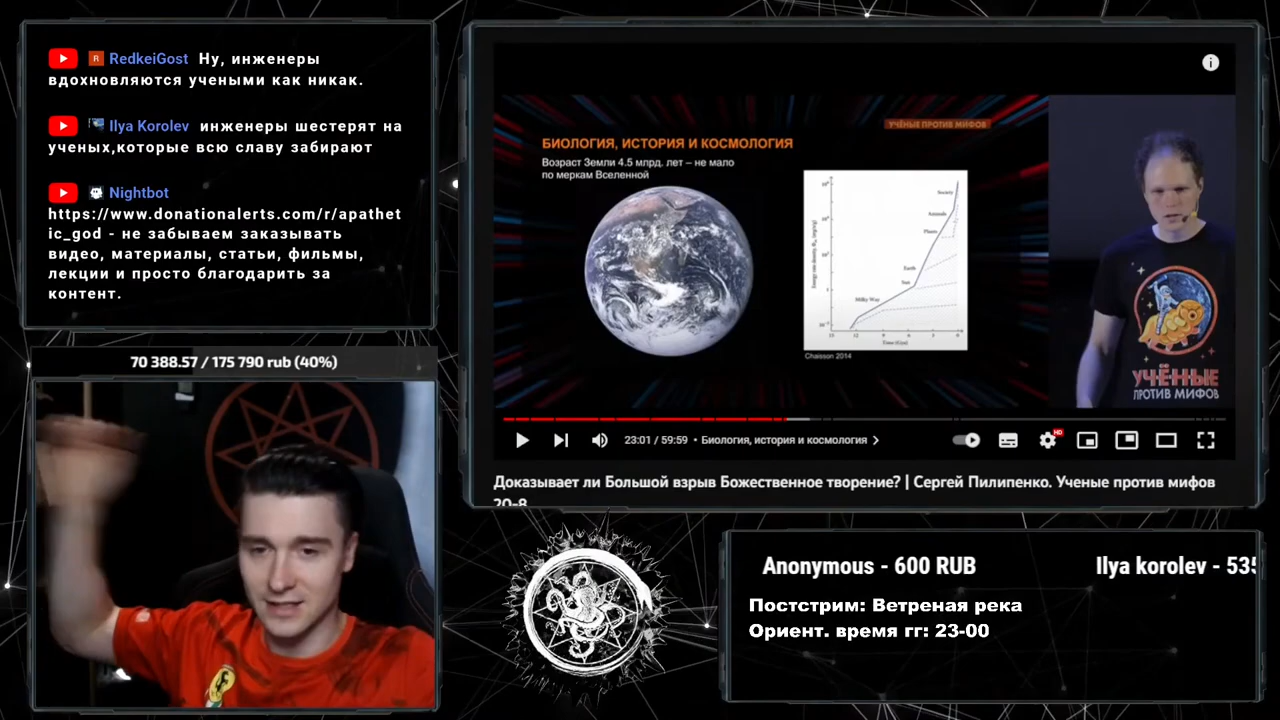 RedkeiGost Ну, инженеры
вдохновляются учеными как никак.
Ilya Korolev инженеры шестерят на
ученых,которые всю славу забирают
Nightbot
https://www.donationalerts.com/r/apathet
ic_god - не забываем заказывать
видео, материалы, статьи, фильмы,
лекции и просто благодарить за
контент.
70 388.57 / 175 790 rub (40%)
УЧЁНЫЕ ПРОТИВ МИФОВ
БИОЛОГИЯ, ИСТОРИЯ И КОСМОЛОГИЯ
Возраст Земли 4.5 млрд. лет – не мало
по меркам Вселенной
Society
Animals
Plants
Earth
Sun
Milky Way
Time (Gya)
Chaisson 2014
УЧЁНЫЕ
ПРОТИВ МИФОВ
23:01 / 59:59 • Биология, история и космология
HD
Доказывает ли Большой взрыв Божественное творение? | Сергей Пилипенко. Ученые против мифов
20-8
Anonymous - 600 RUB
Ilya korolev - 535
Постстрим: Ветреная река
Ориент. время гг: 23-00